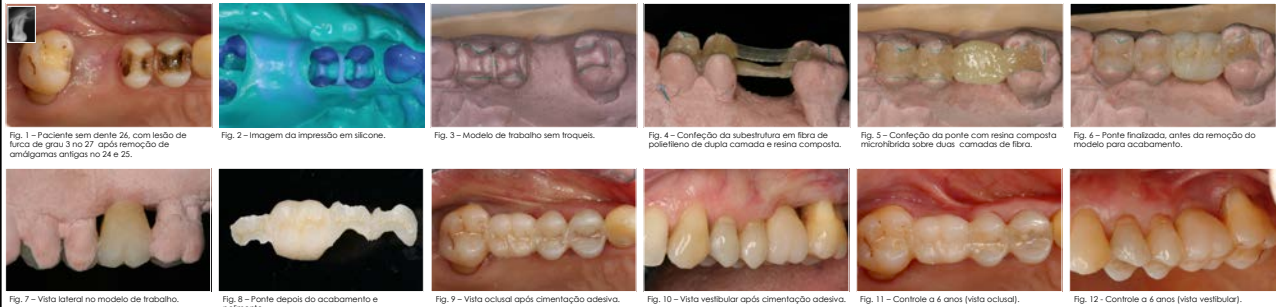 Fig. 1 – Paciente sem dente 26, com lesão de
furca de grau 3 no 27 após remoção de
amálgamas antigas no 24 e 25.
Fig. 2 – Imagem da impressão em silicone.
Fig. 3 – Modelo de trabalho sem troqueis.
Fig. 4 – Confeção da subestrutura em fibra de
polietileno de dupla camada e resina composta.
Fig. 5 – Confeção da ponte com resina composta
microhíbrida sobre duas camadas de fibra.
Fig. 6 – Ponte finalizada, antes da remoção do
modelo para acabamento.
Fig. 7 – Vista lateral no modelo de trabalho.
Fig. 8 – Ponte depois do acabamento e
Fig. 9 – Vista oclusal após cimentação adesiva.
Fig. 10 – Vista vestibular após cimentação adesiva.
Fig. 11 – Controle a 6 anos (vista oclusal).
Fig. 12 - Controle a 6 anos (vista vestibular).